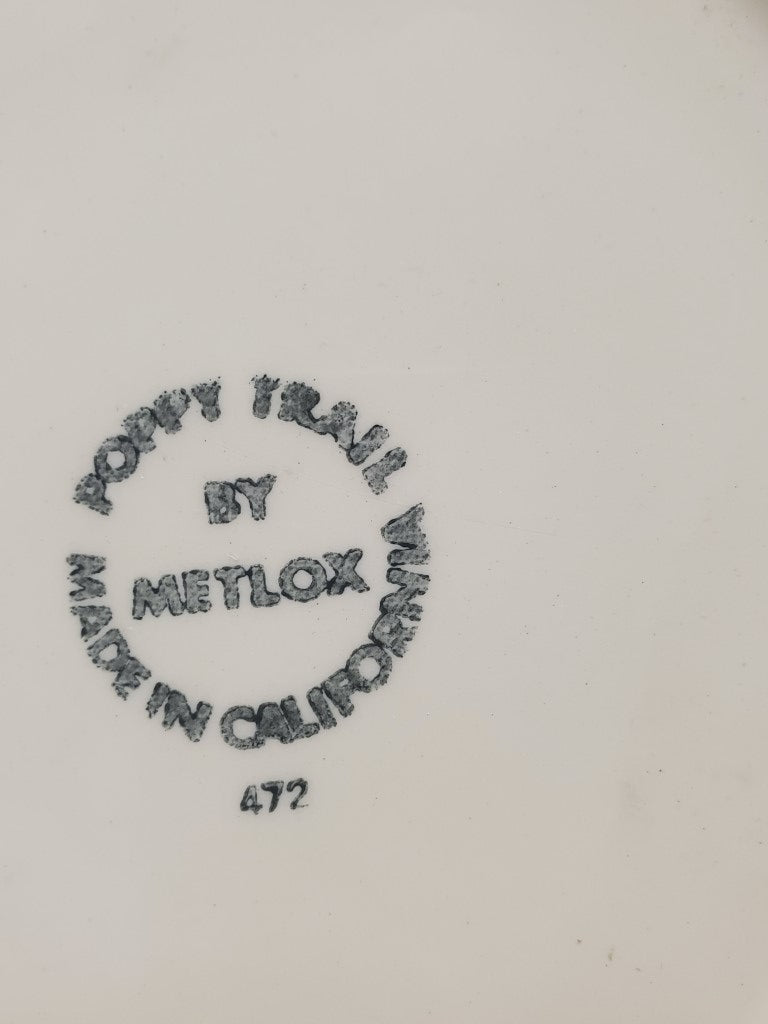 POPPY TRAIL
BY
METLOX
MADE IN CALIFORNIA
472